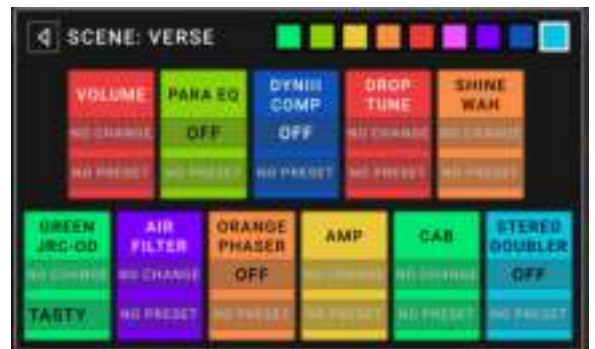 SCENE: VERSE
VOLUME
NO CHANGE
NO PRESET
PARA EQ
OFF
NO PRESET
DYNIII
COMP
OFF
NO PRESET
DROP
TUNE
NO CHANGE
NO PRESET
SHINE
WAH
NO CHANGE
NO PRESET
GREEN
JRC-OD
NO CHANGE
TASTY
AIR
FILTER
NO CHANGE
NO PRESET
ORANGE
PHASER
OFF
NO PRESET
AMP
NO CHANGE
NO PRESET
CAB
NO CHANGE
NO PRESET
STEREO
DOUBLER
OFF
NO PRESET